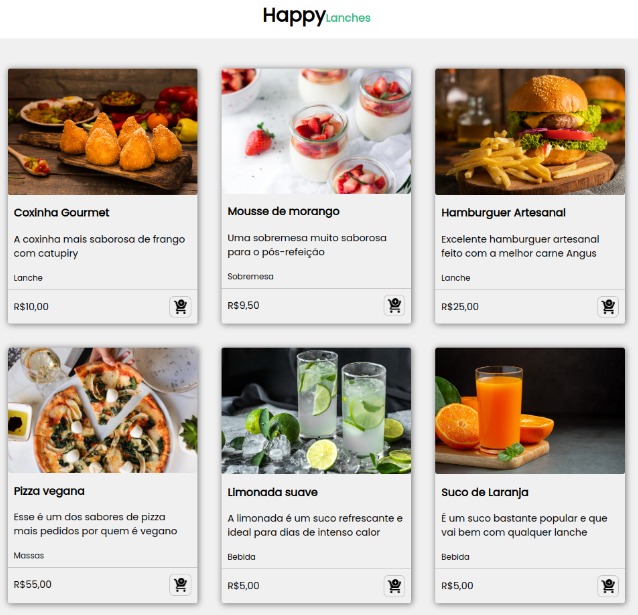 HappyLanches
Coxinha Gourmet
A coxinha mais saborosa de frango
com catupiry
Lanche
R$10,00
Mousse de morango
Uma sobremesa muito saborosa
para o pós-refeição
Sobremesa
R$9,50
Hamburguer Artesanal
Excelente hamburguer artesanal
feito com a melhor carne Angus
Lanche
R$25,00
Pizza vegana
Esse é um dos sabores de pizza
mais pedidos por quem é vegano
Massas
R$55,00
Limonada suave
A limonada é um suco refrescante e
ideal para dias de intenso calor
Bebida
R$5,00
Suco de Laranja
É um suco bastante popular e que
vai bem com qualquer lanche
Bebida
R$5,00